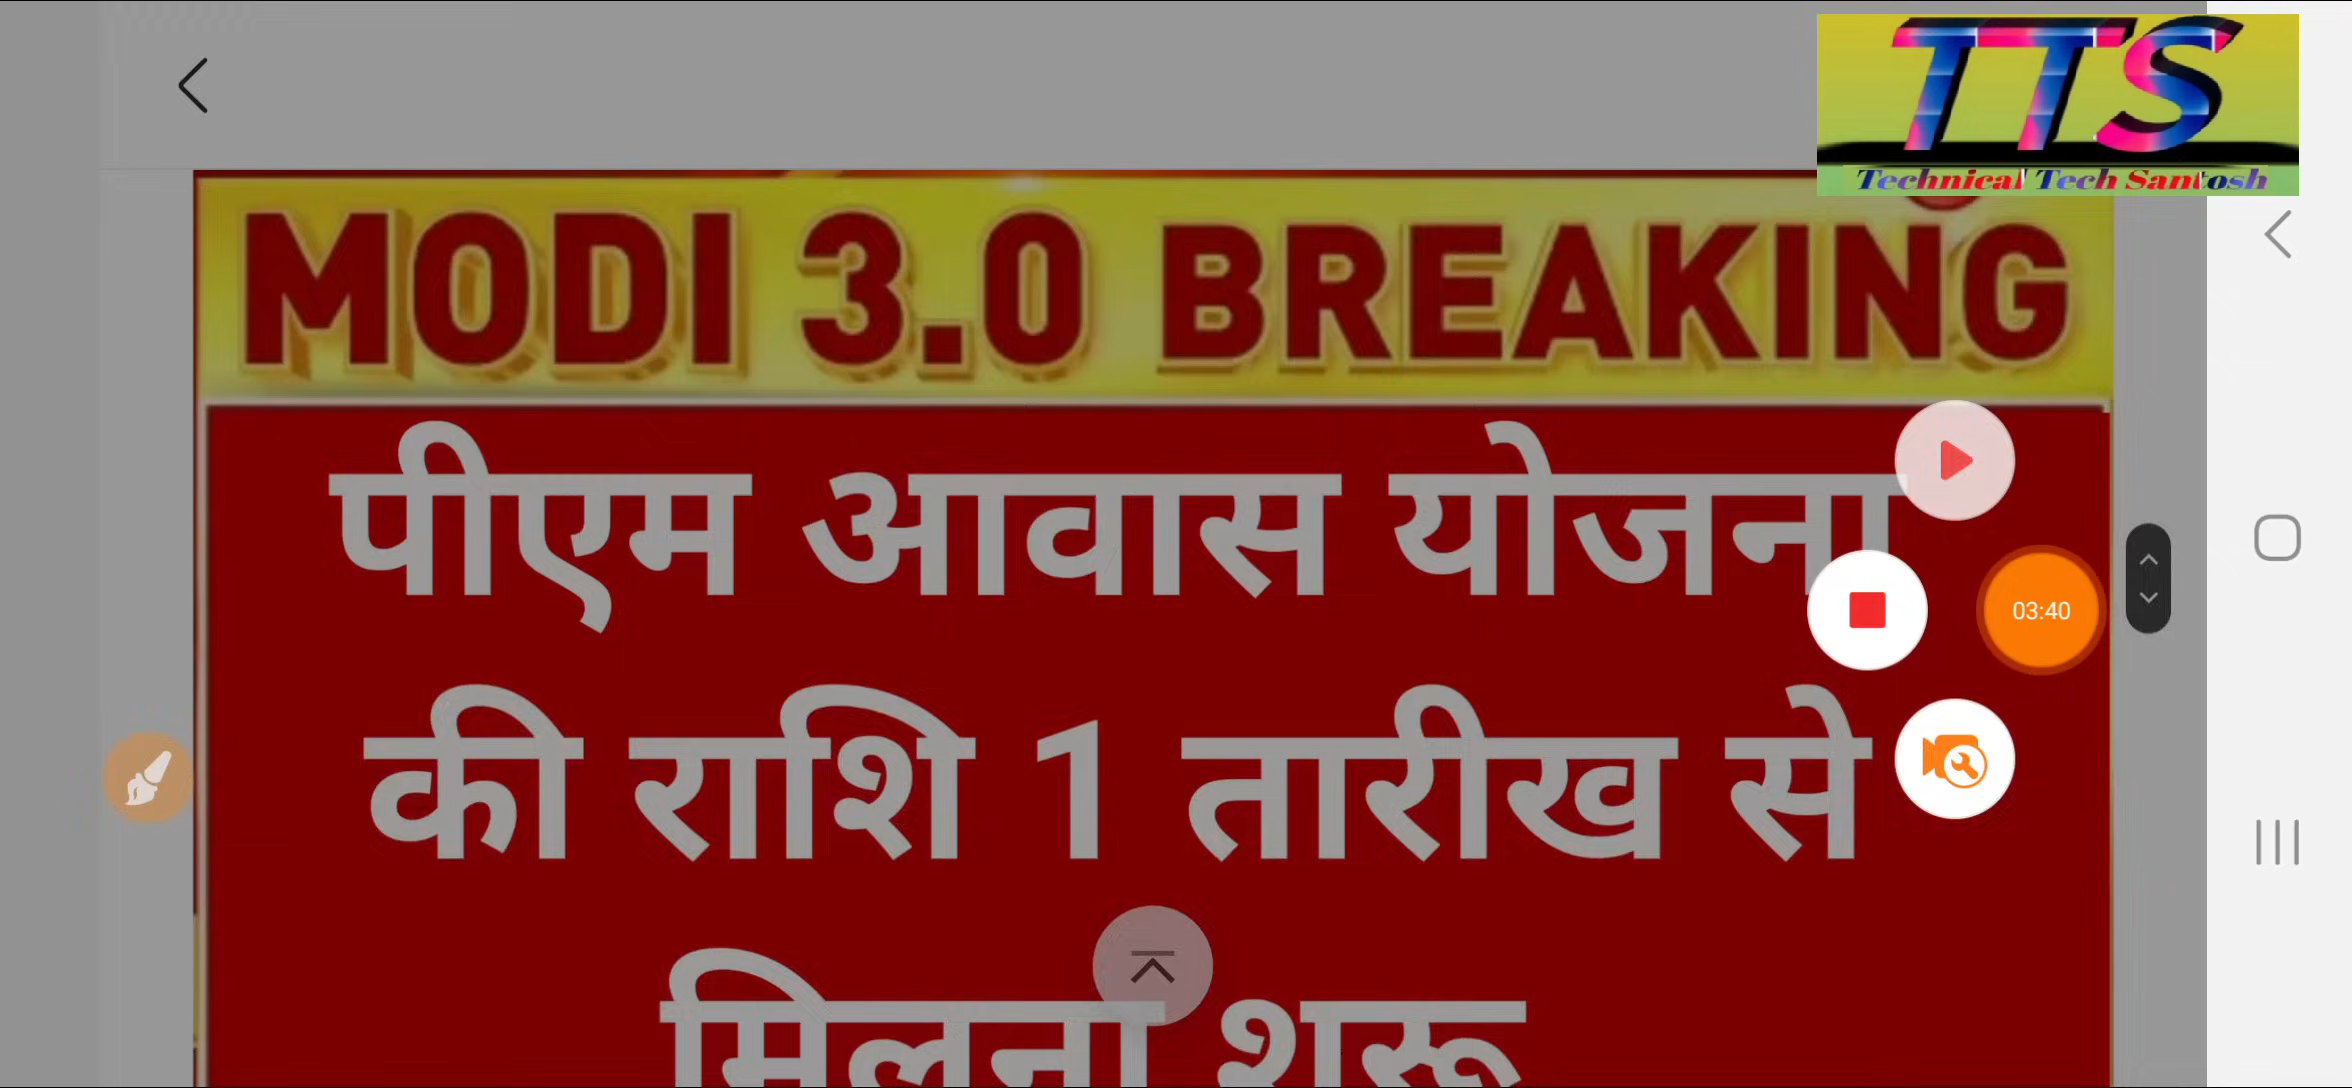 TTS
Technical Tech Santosh
MODI 3.0 BREAKING
पीएम आवास योजना
की राशि 1 तारीख से
03:40
मिलना शुरू